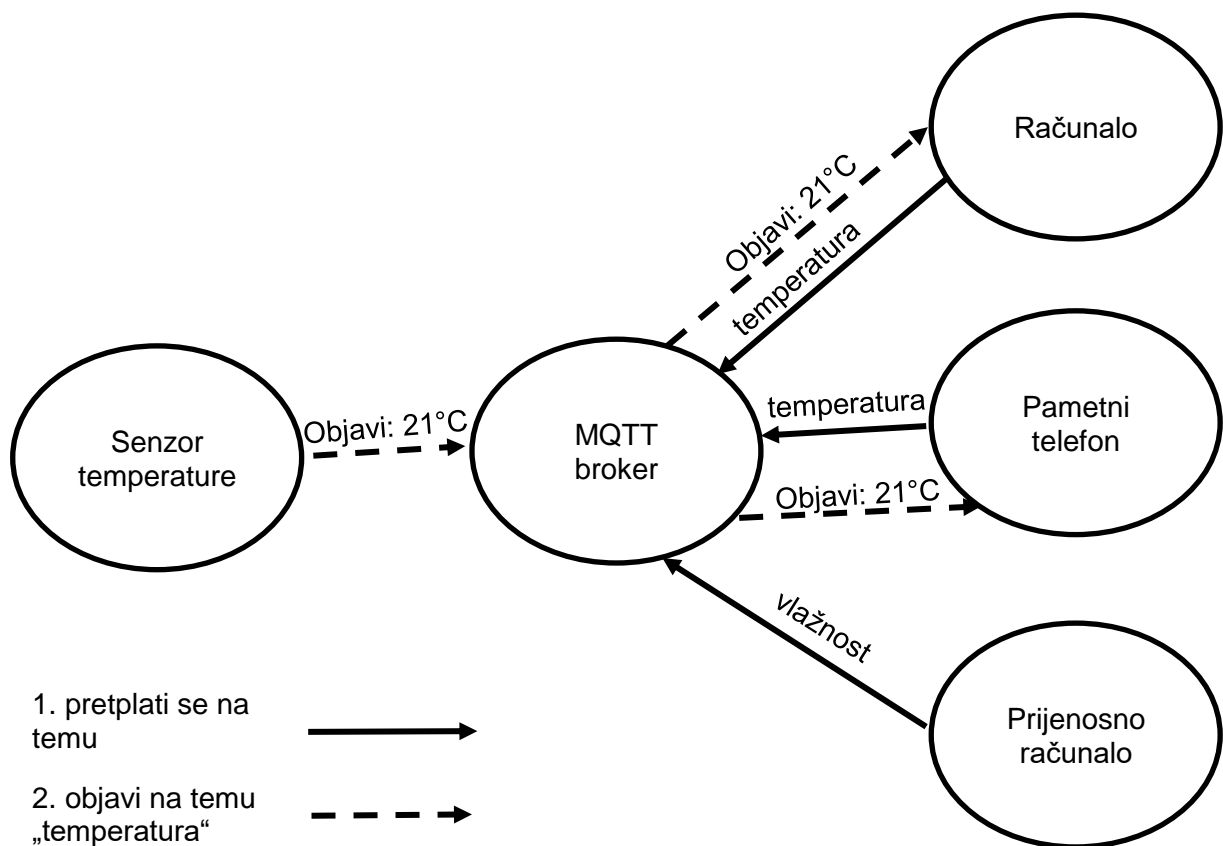 Računalo
Objavi: 21°C
temperatura
Pametni
telefon
temperatura
Objavi: 21°C
Senzor
temperature
Objavi: 21°C
MQTT
broker
vlažnost
Prijenosno
računalo
1. pretplati se na
temu
2. objavi na temu
„temperatura“